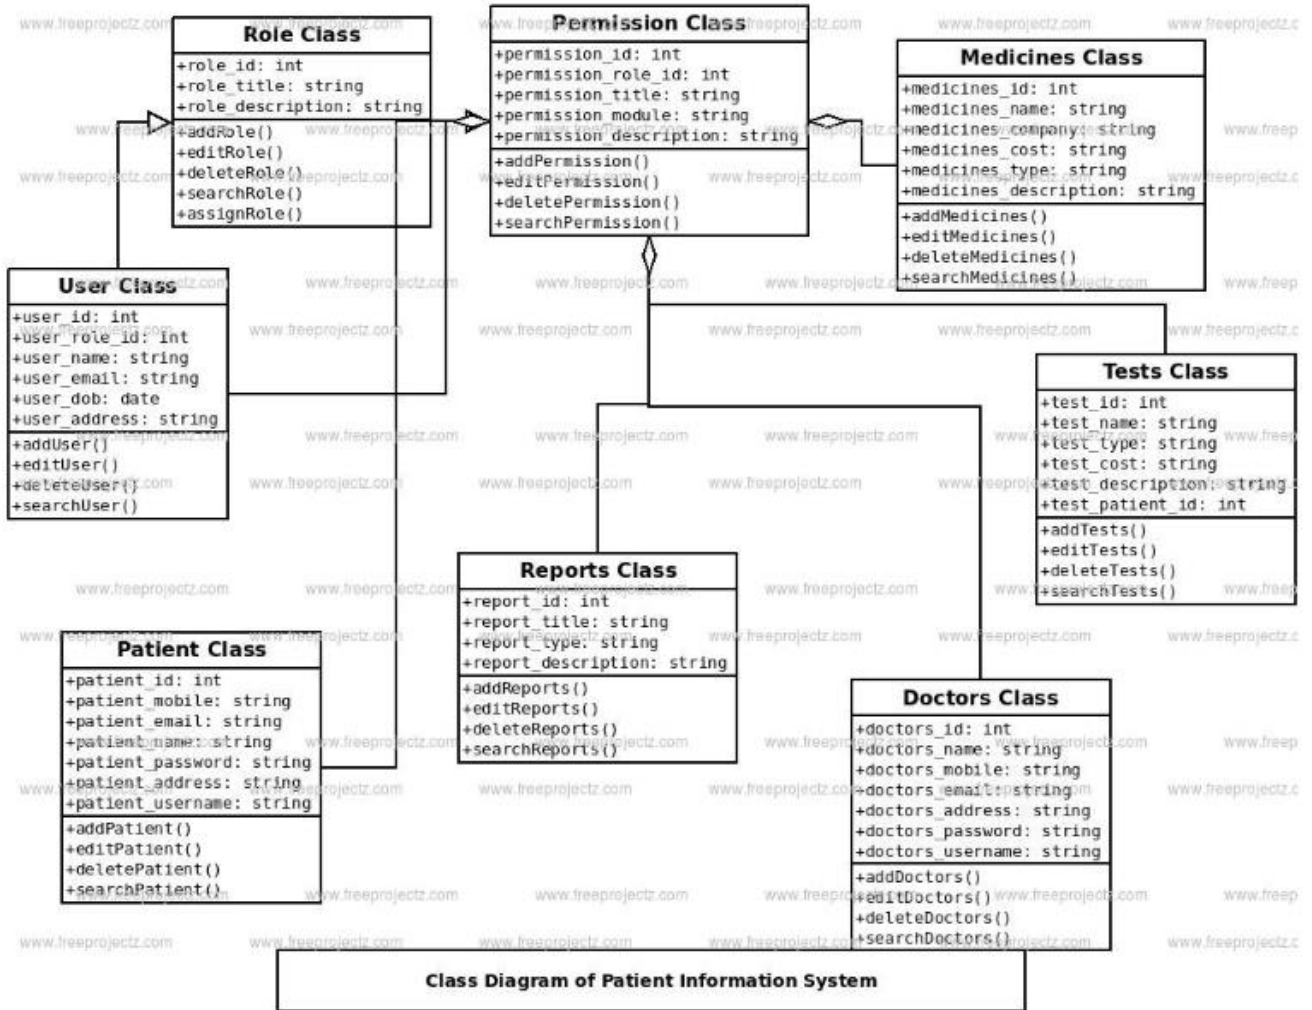 Role Class
+role_id: int
+role_title: string
+role_description: string
+addRole()
+editRole()
+deleteRole()
+searchRole()
+assignRole()
Permission Class
+permission_id: int
+permission_role_id: int
+permission_title: string
+permission_module: string
+permission_description: string
+addPermission()
+editPermission()
+deletePermission()
+searchPermission()
Medicines Class
+medicines_id: int
+medicines_name: string
+medicines_company: string
+medicines_cost: string
+medicines_type: string
+medicines_description: string
+addMedicines()
+editMedicines()
+deleteMedicines()
+searchMedicines()
User Class
+user_id: int
+user_role_id: int
+user_name: string
+user_email: string
+user_dob: date
+user_address: string
+addUser()
+editUser()
+deleteUser()
+searchUser()
Tests Class
+test_id: int
+test_name: string
+test_type: string
+test_cost: string
+test_description: string
+test_patient_id: int
+addTests()
+editTests()
+deleteTests()
+searchTests()
Reports Class
+report_id: int
+report_title: string
+report_type: string
+report_description: string
+addReports()
+editReports()
+deleteReports()
+searchReports()
Patient Class
+patient_id: int
+patient_mobile: string
+patient_email: string
+patient_name: string
+patient_password: string
+patient_address: string
+patient_username: string
+addPatient()
+editPatient()
+deletePatient()
+searchPatient()
Doctors Class
+doctors_id: int
+doctors_name: string
+doctors_mobile: string
+doctors_email: string
+doctors_address: string
+doctors_password: string
+doctors_username: string
+addDoctors()
+editDoctors()
+deleteDoctors()
+searchDoctors()
Class Diagram of Patient Information System
www.freeprojectz.com